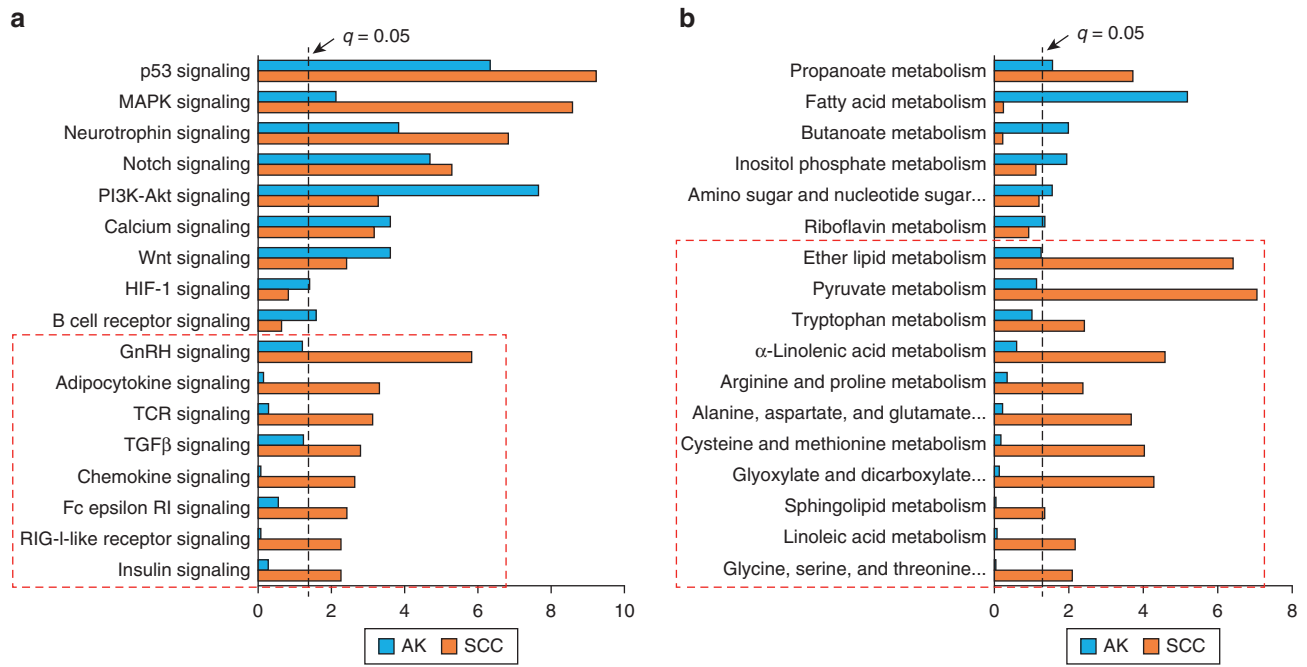 a
q = 0.05
p53 signaling
MAPK signaling
Neurotrophin signaling
Notch signaling
PI3K-Akt signaling
Calcium signaling
Wnt signaling
HIF-1 signaling
B cell receptor signaling
GnRH signaling
Adipocytokine signaling
TCR signaling
TGFβ signaling
Chemokine signaling
Fc epsilon RI signaling
RIG-I-like receptor signaling
Insulin signaling
0 2 4 6 8 10
AK SCC
b
q = 0.05
Propanoate metabolism
Fatty acid metabolism
Butanoate metabolism
Inositol phosphate metabolism
Amino sugar and nucleotide sugar...
Riboflavin metabolism
Ether lipid metabolism
Pyruvate metabolism
Tryptophan metabolism
α-Linolenic acid metabolism
Arginine and proline metabolism
Alanine, aspartate, and glutamate...
Cysteine and methionine metabolism
Glyoxylate and dicarboxylate...
Sphingolipid metabolism
Linoleic acid metabolism
Glycine, serine, and threonine...
0 2 4 6 8
AK SCC